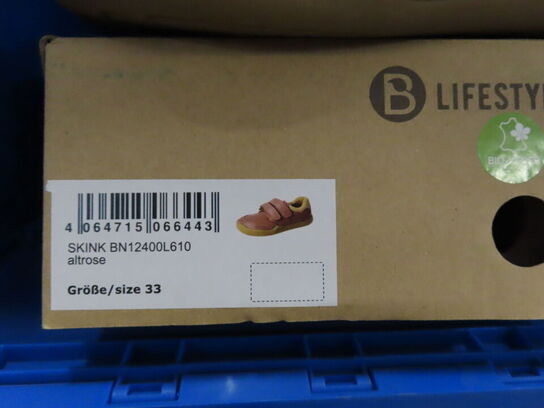 B LIFESTY
4 064715 066443
SKINK BN12400L610
altrose
Größe/size 33